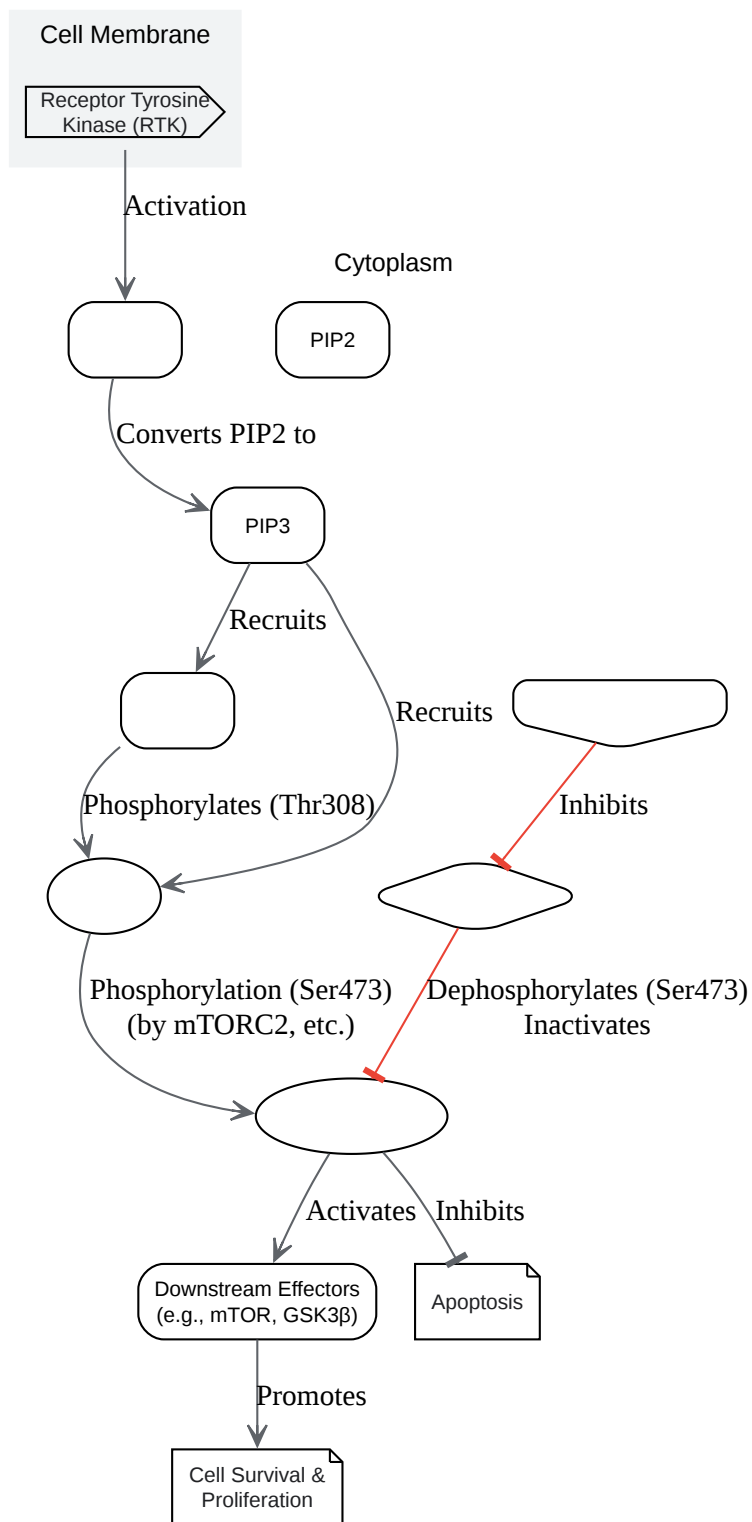 Cell Membrane
Receptor Tyrosine
Kinase (RTK)
Activation
Cytoplasm
PIP2
Converts PIP2 to
PIP3
Recruits
Recruits
Phosphorylates (Thr308)
Inhibits
Phosphorylation (Ser473)
(by mTORC2, etc.)
Dephosphorylates (Ser473)
Inactivates
Activates
Inhibits
Downstream Effectors
(e.g., mTOR, GSK3β)
Apoptosis
Promotes
Cell Survival &
Proliferation